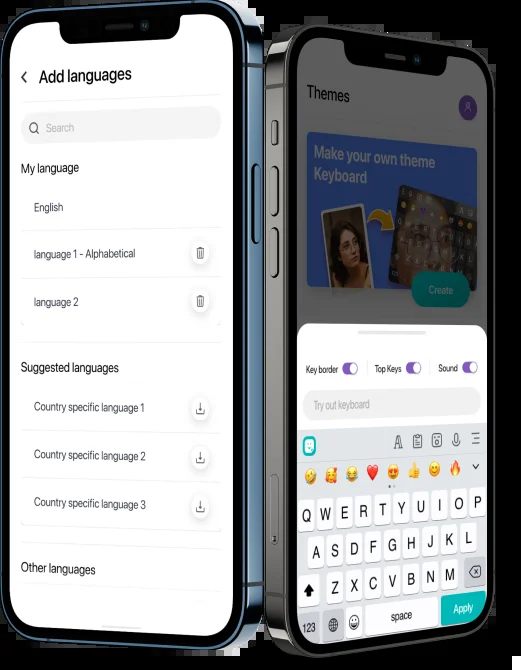 Add languages
Search
My language
English
language 1 - Alphabetical
language 2
Suggested languages
Country specific language 1
Country specific language 2
Country specific language 3
Other languages
Themes
Make your own theme
Keyboard
Create
Key border
Top Keys
Sound
Try out keyboard
Q W E R T Y U I O P
A S D F G H J K L
Z X C V B N M
123
space
Apply